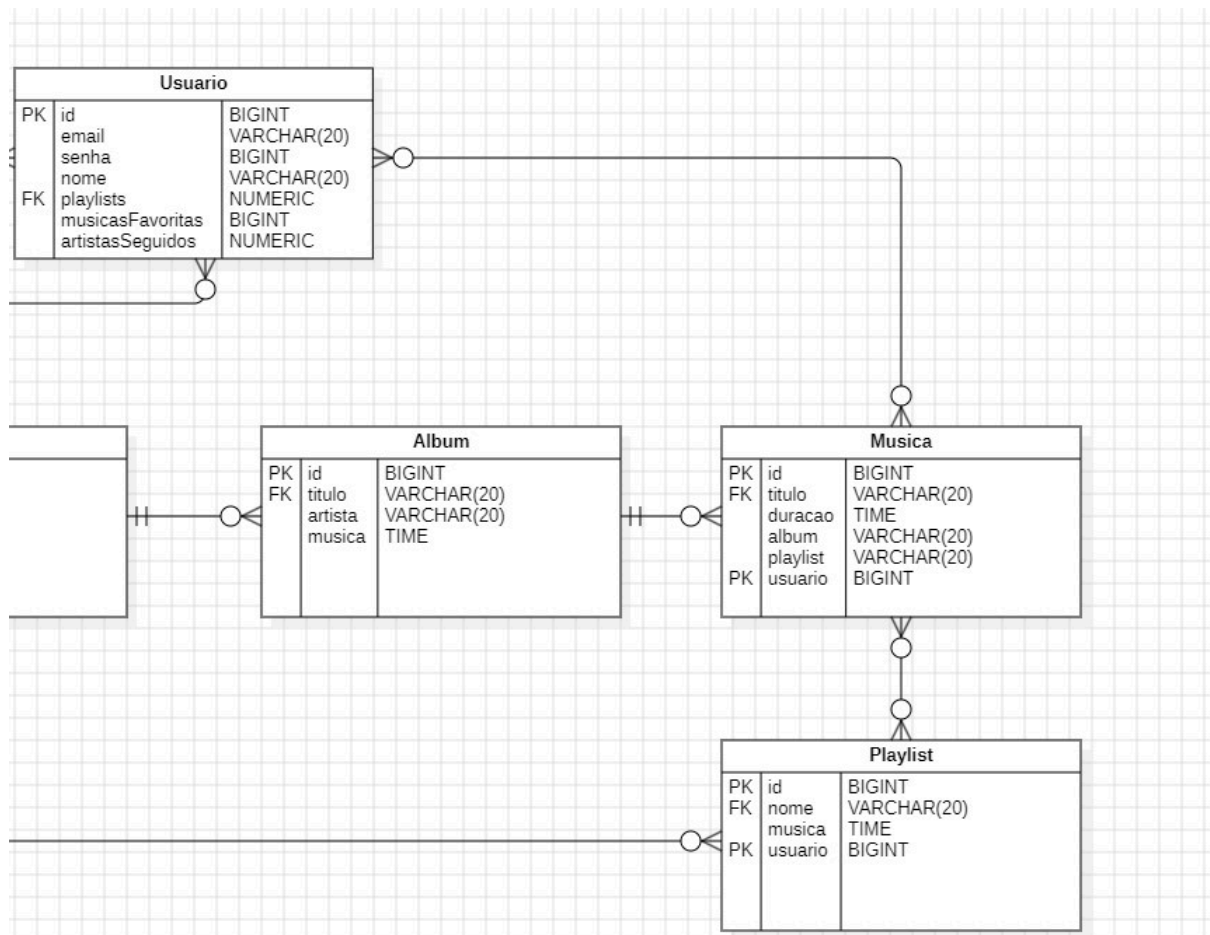 Usuario
PK id BIGINT
email VARCHAR(20)
senha BIGINT
nome VARCHAR(20)
FK playlists NUMERIC
musicasFavoritas BIGINT
artistasSeguidos NUMERIC
Album
PK id BIGINT
FK titulo VARCHAR(20)
artista VARCHAR(20)
musica TIME
Musica
PK id BIGINT
FK titulo VARCHAR(20)
duracao TIME
album VARCHAR(20)
playlist VARCHAR(20)
PK usuario BIGINT
Playlist
PK id BIGINT
FK nome VARCHAR(20)
musica TIME
PK usuario BIGINT